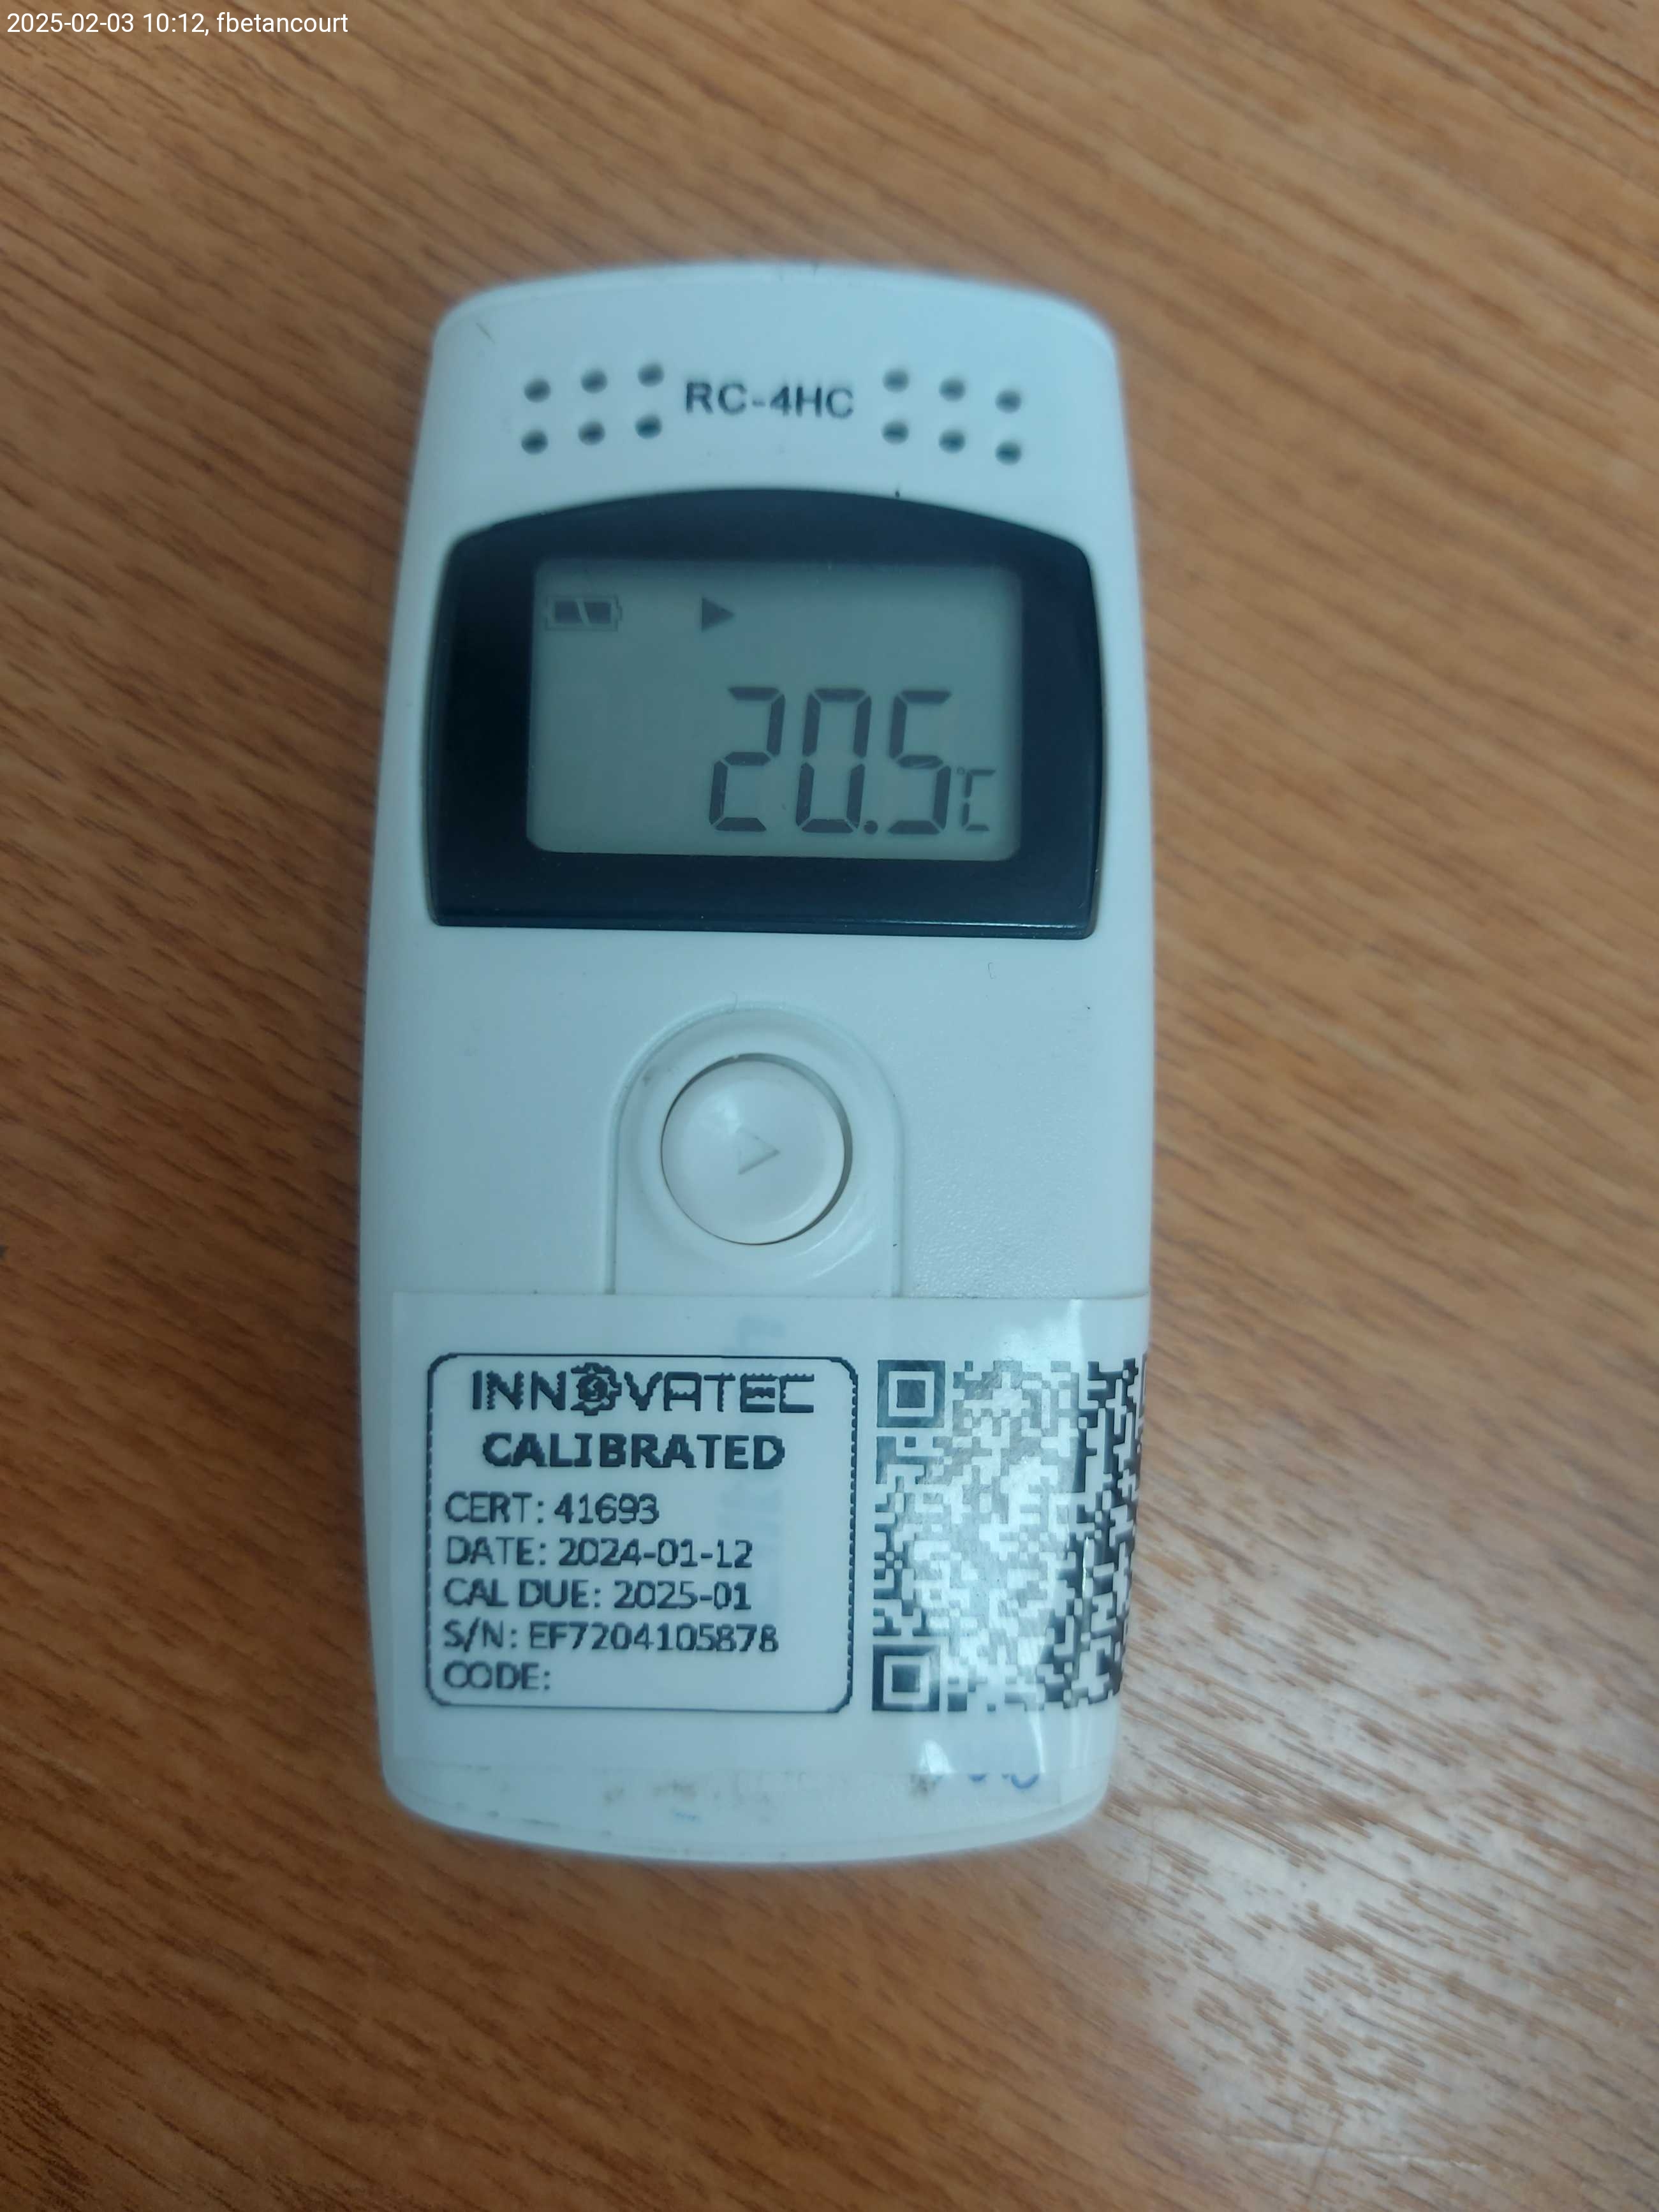 2025-02-03 10:12, fbetancourt
RC-4HC
20.5℃
INNOVATEC
CALIBRATED
CERT: 41693
DATE: 2024-01-12
CAL DUE: 2025-01
S/N: EF7204105878
CODE: